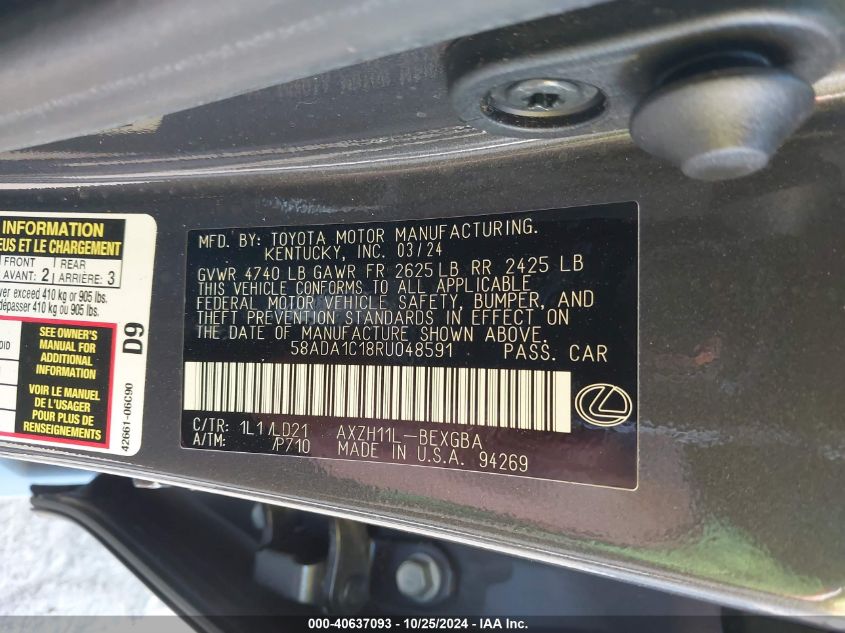 INFORMATION
EUS ET LE CHARGEMENT
FRONT
AVANT: 2
REAR
ARRIÈRE: 3
ver exceed 410 kg or 905 lbs.
dépasser 410 kg ou 905 lbs.
SEE OWNER'S
MANUAL FOR
ADDITIONAL
INFORMATION
VOIR LE MANUEL
DE L'USAGER
POUR PLUS DE
RENSEIGNEMENTS
D9
42661-06C90
MFD. BY: TOYOTA MOTOR MANUFACTURING.
KENTUCKY, INC. 03/24
GVWR 4740 LB GAWR FR 2625 LB RR 2425 LB
THIS VEHICLE CONFORMS TO ALL APPLICABLE
FEDERAL MOTOR VEHICLE SAFETY, BUMPER, AND
THEFT PREVENTION STANDARDS IN EFFECT ON
THE DATE OF MANUFACTURE SHOWN ABOVE.
58ADA1C18RU048591 PASS. CAR
C/TR: 1L1/LD21 AXZH11L-BEXGBA
A/TM: /P710 MADE IN U.S.A. 94269
000-40637093 - 10/25/2024 - IAA Inc.